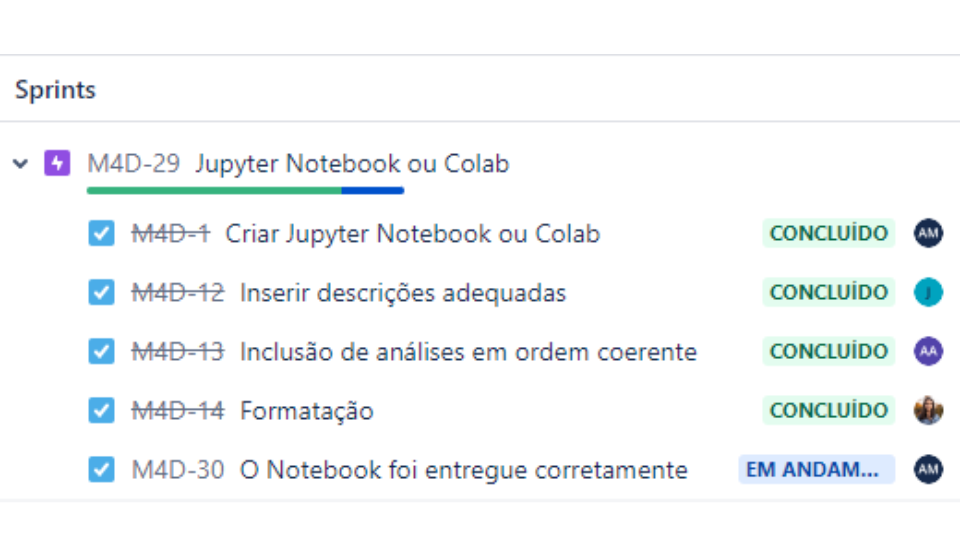 Sprints
M4D-29 Jupyter Notebook ou Colab
M4D-1 Criar Jupyter Notebook ou Colab CONCLUÍDO AM
M4D-12 Inserir descrições adequadas CONCLUÍDO J
M4D-13 Inclusão de análises em ordem coerente CONCLUÍDO AA
M4D-14 Formatação CONCLUÍDO
M4D-30 O Notebook foi entregue corretamente EM ANDAM... AM